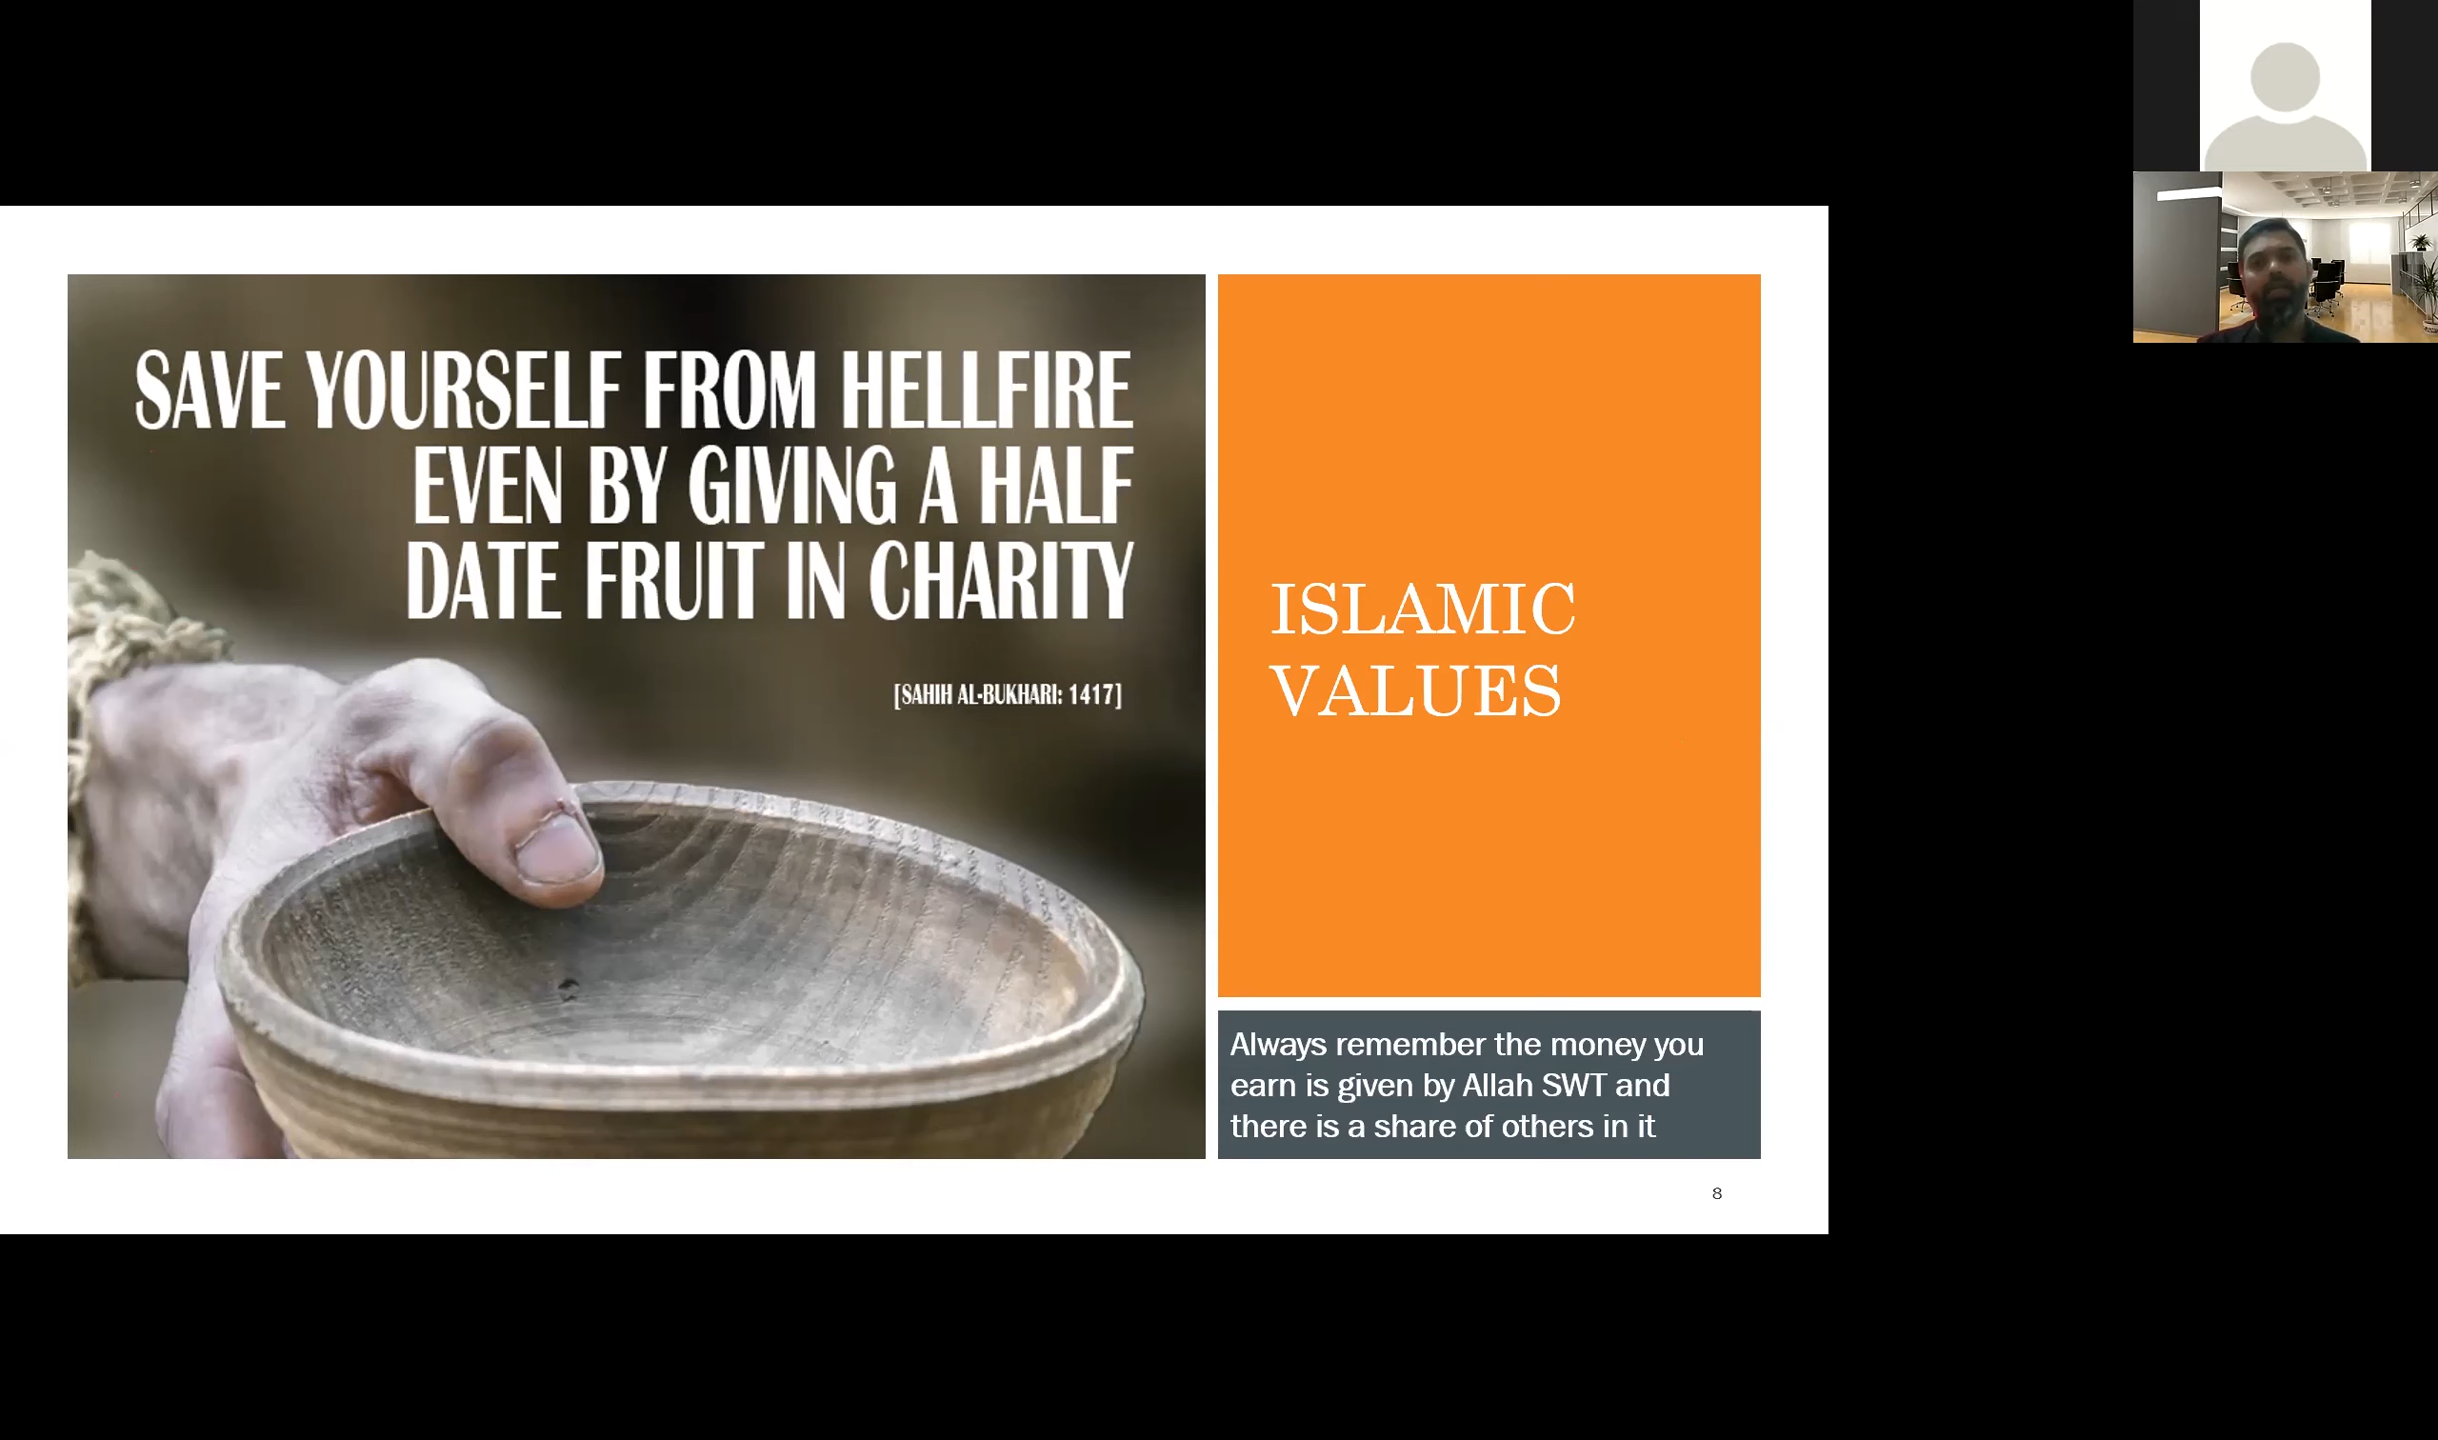 SAVE YOURSELF FROM HELLFIRE
EVEN BY GIVING A HALF
DATE FRUIT IN CHARITY
[SAHIH AL-BUKHARI: 1417]
ISLAMIC
VALUES
Always remember the money you
earn is given by Allah SWT and
there is a share of others in it
8